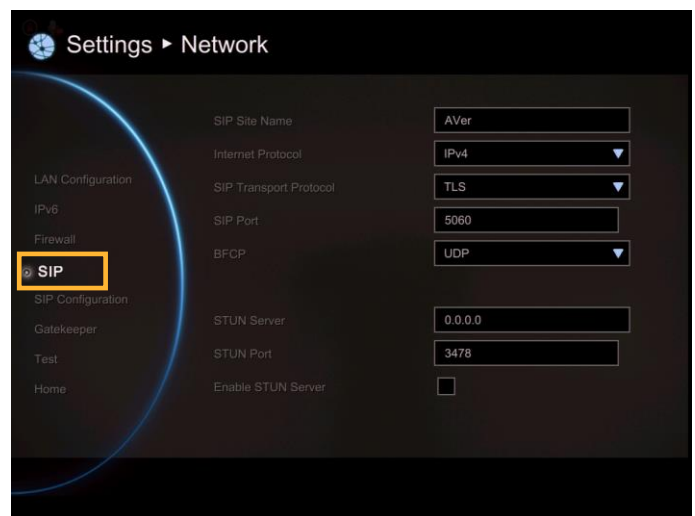 Settings ▸ Network
SIP Site Name AVer
Internet Protocol IPv4
LAN Configuration
SIP Transport Protocol TLS
IPv6
SIP Port 5060
Firewall
BFCP UDP
SIP
SIP Configuration
STUN Server 0.0.0.0
Gatekeeper
STUN Port 3478
Test
Enable STUN Server
Home